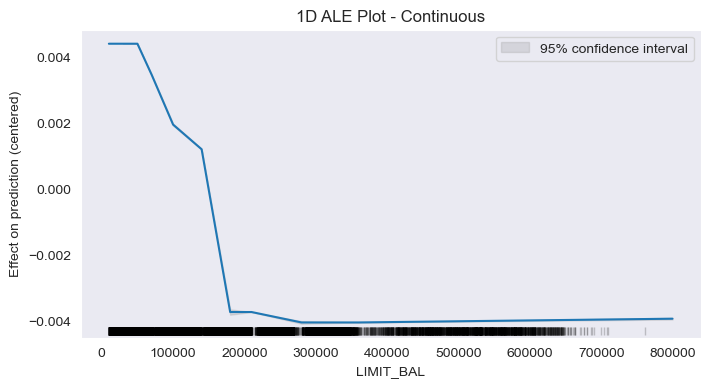 1D ALE Plot - Continuous
95% confidence interval
Effect on prediction (centered)
0.004
0.002
0.000
−0.002
−0.004
0 100000 200000 300000 400000 500000 600000 700000 800000
LIMIT_BAL